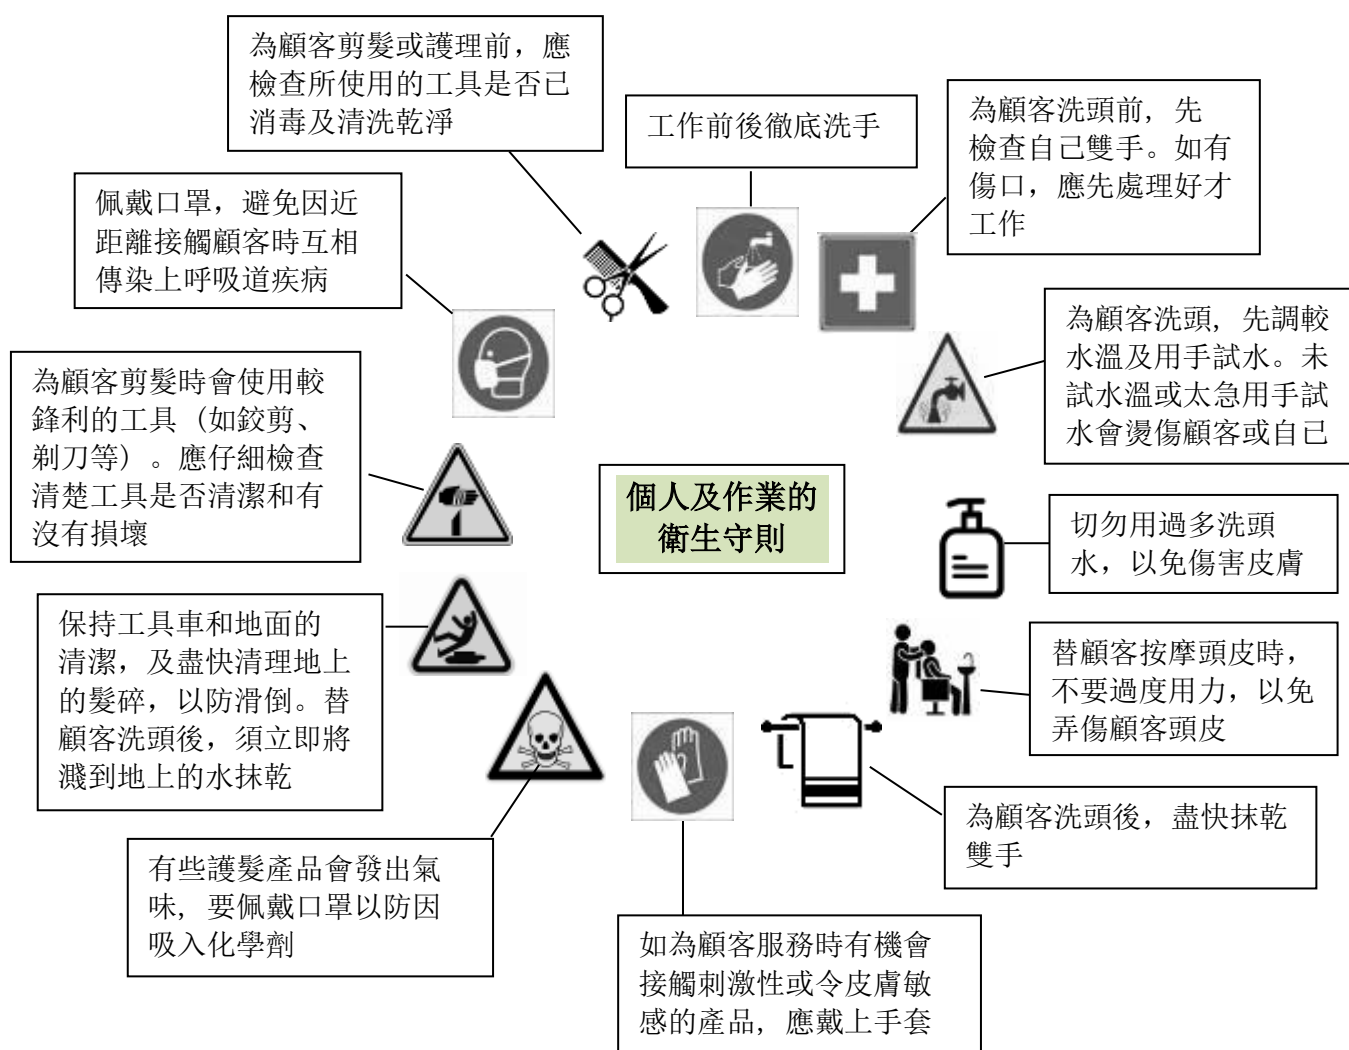 為顧客剪髮或護理前，應
檢查所使用的工具是否已
消毒及清洗乾淨
工作前後徹底洗手
為顧客洗頭前，先
檢查自己雙手。如有
傷口，應先處理好才
工作
佩戴口罩，避免因近
距離接觸顧客時互相
傳染上呼吸道疾病
為顧客洗頭，先調較
水溫及用手試水。未
試水溫或太急用手試
水會燙傷顧客或自己
為顧客剪髮時會使用較
鋒利的工具（如鉸剪、
剃刀等）。應仔細檢查
清楚工具是否清潔和有
沒有損壞
個人及作業的
衛生守則
切勿用過多洗頭
水，以免傷害皮膚
保持工具車和地面的
清潔，及盡快清理地上
的髮碎，以防滑倒。替
顧客洗頭後，須立即將
濺到地上的水抹乾
替顧客按摩頭皮時，
不要過度用力，以免
弄傷顧客頭皮
為顧客洗頭後，盡快抹乾
雙手
有些護髮產品會發出氣
味，要佩戴口罩以防因
吸入化學劑
如為顧客服務時有機會
接觸刺激性或令皮膚敏
感的產品，應戴上手套